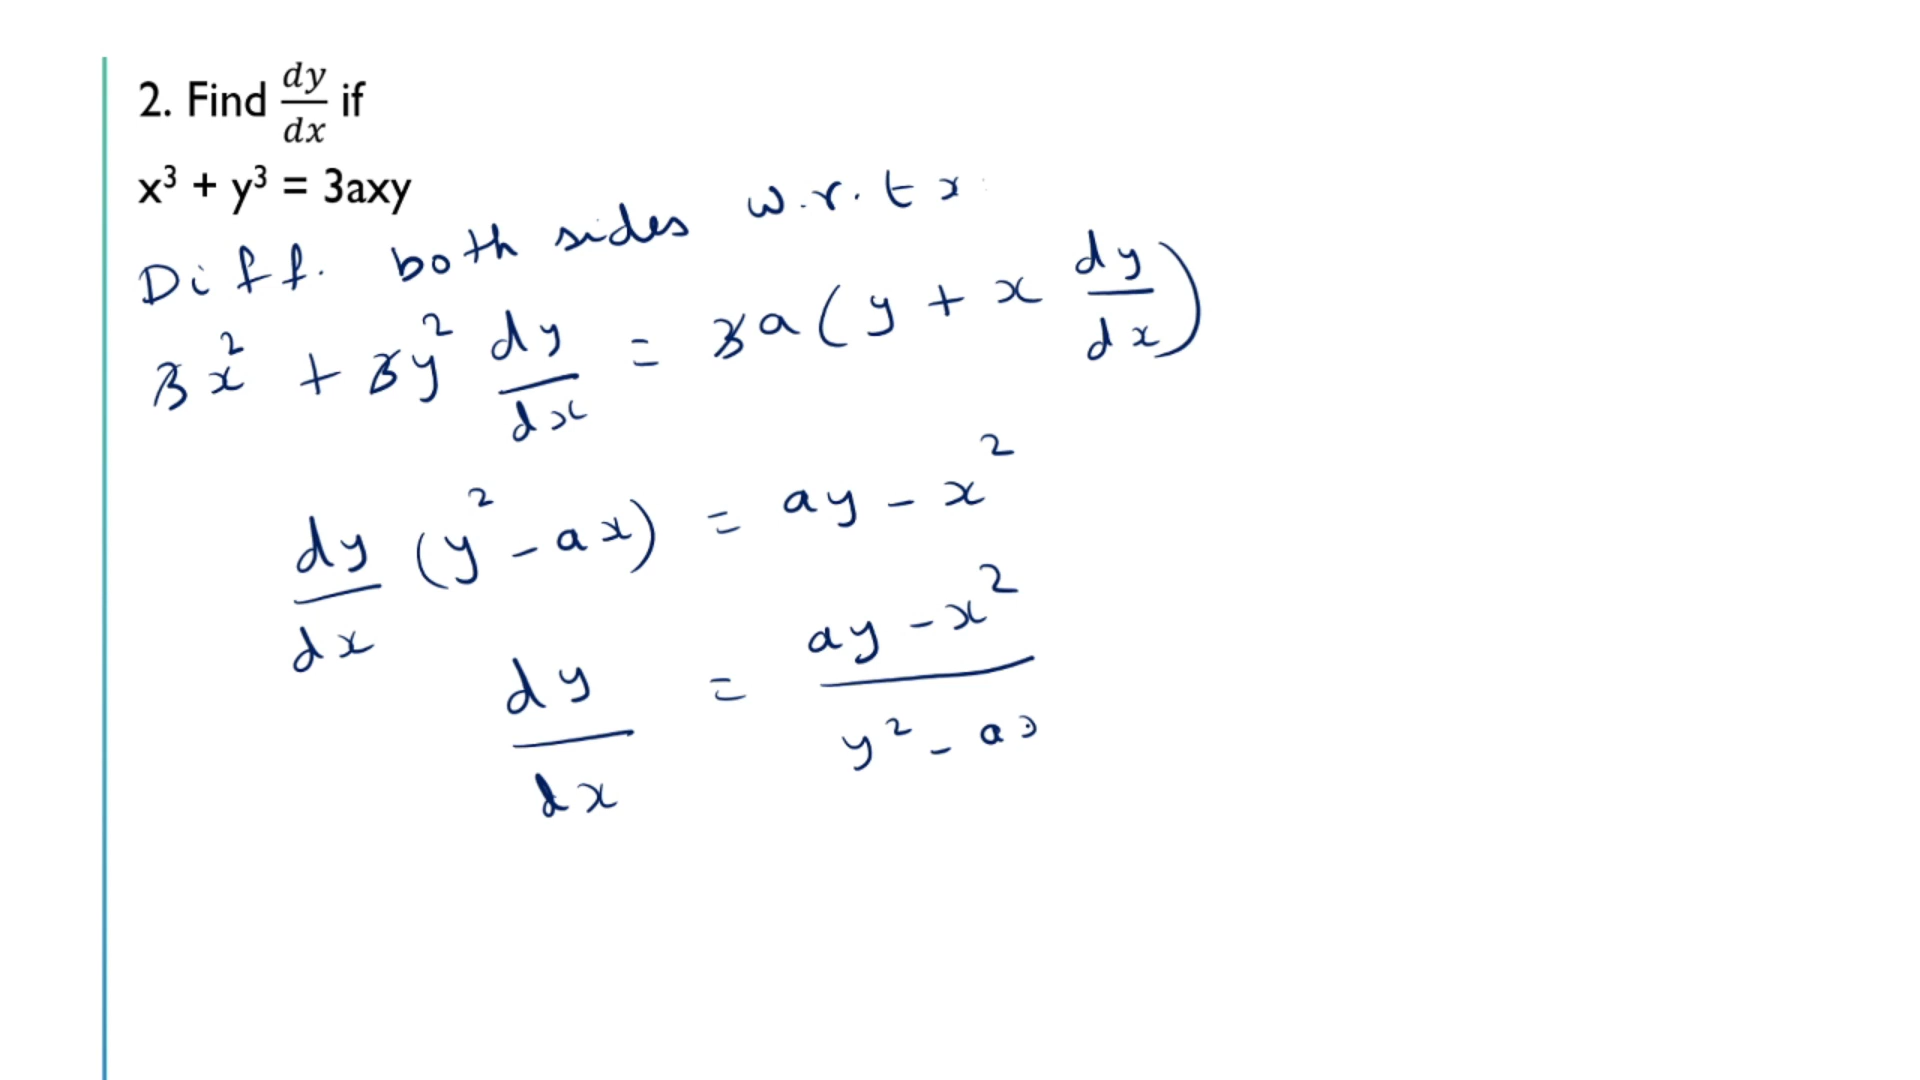 2. Find dy/dx if
x³ + y³ = 3axy
Diff. both sides w.r.t x
3x² + 3y² dy/dx = 3a(y + x dy/dx)
dy/dx (y² - ax) = ay - x²
dy/dx = ay - x² / y² - a